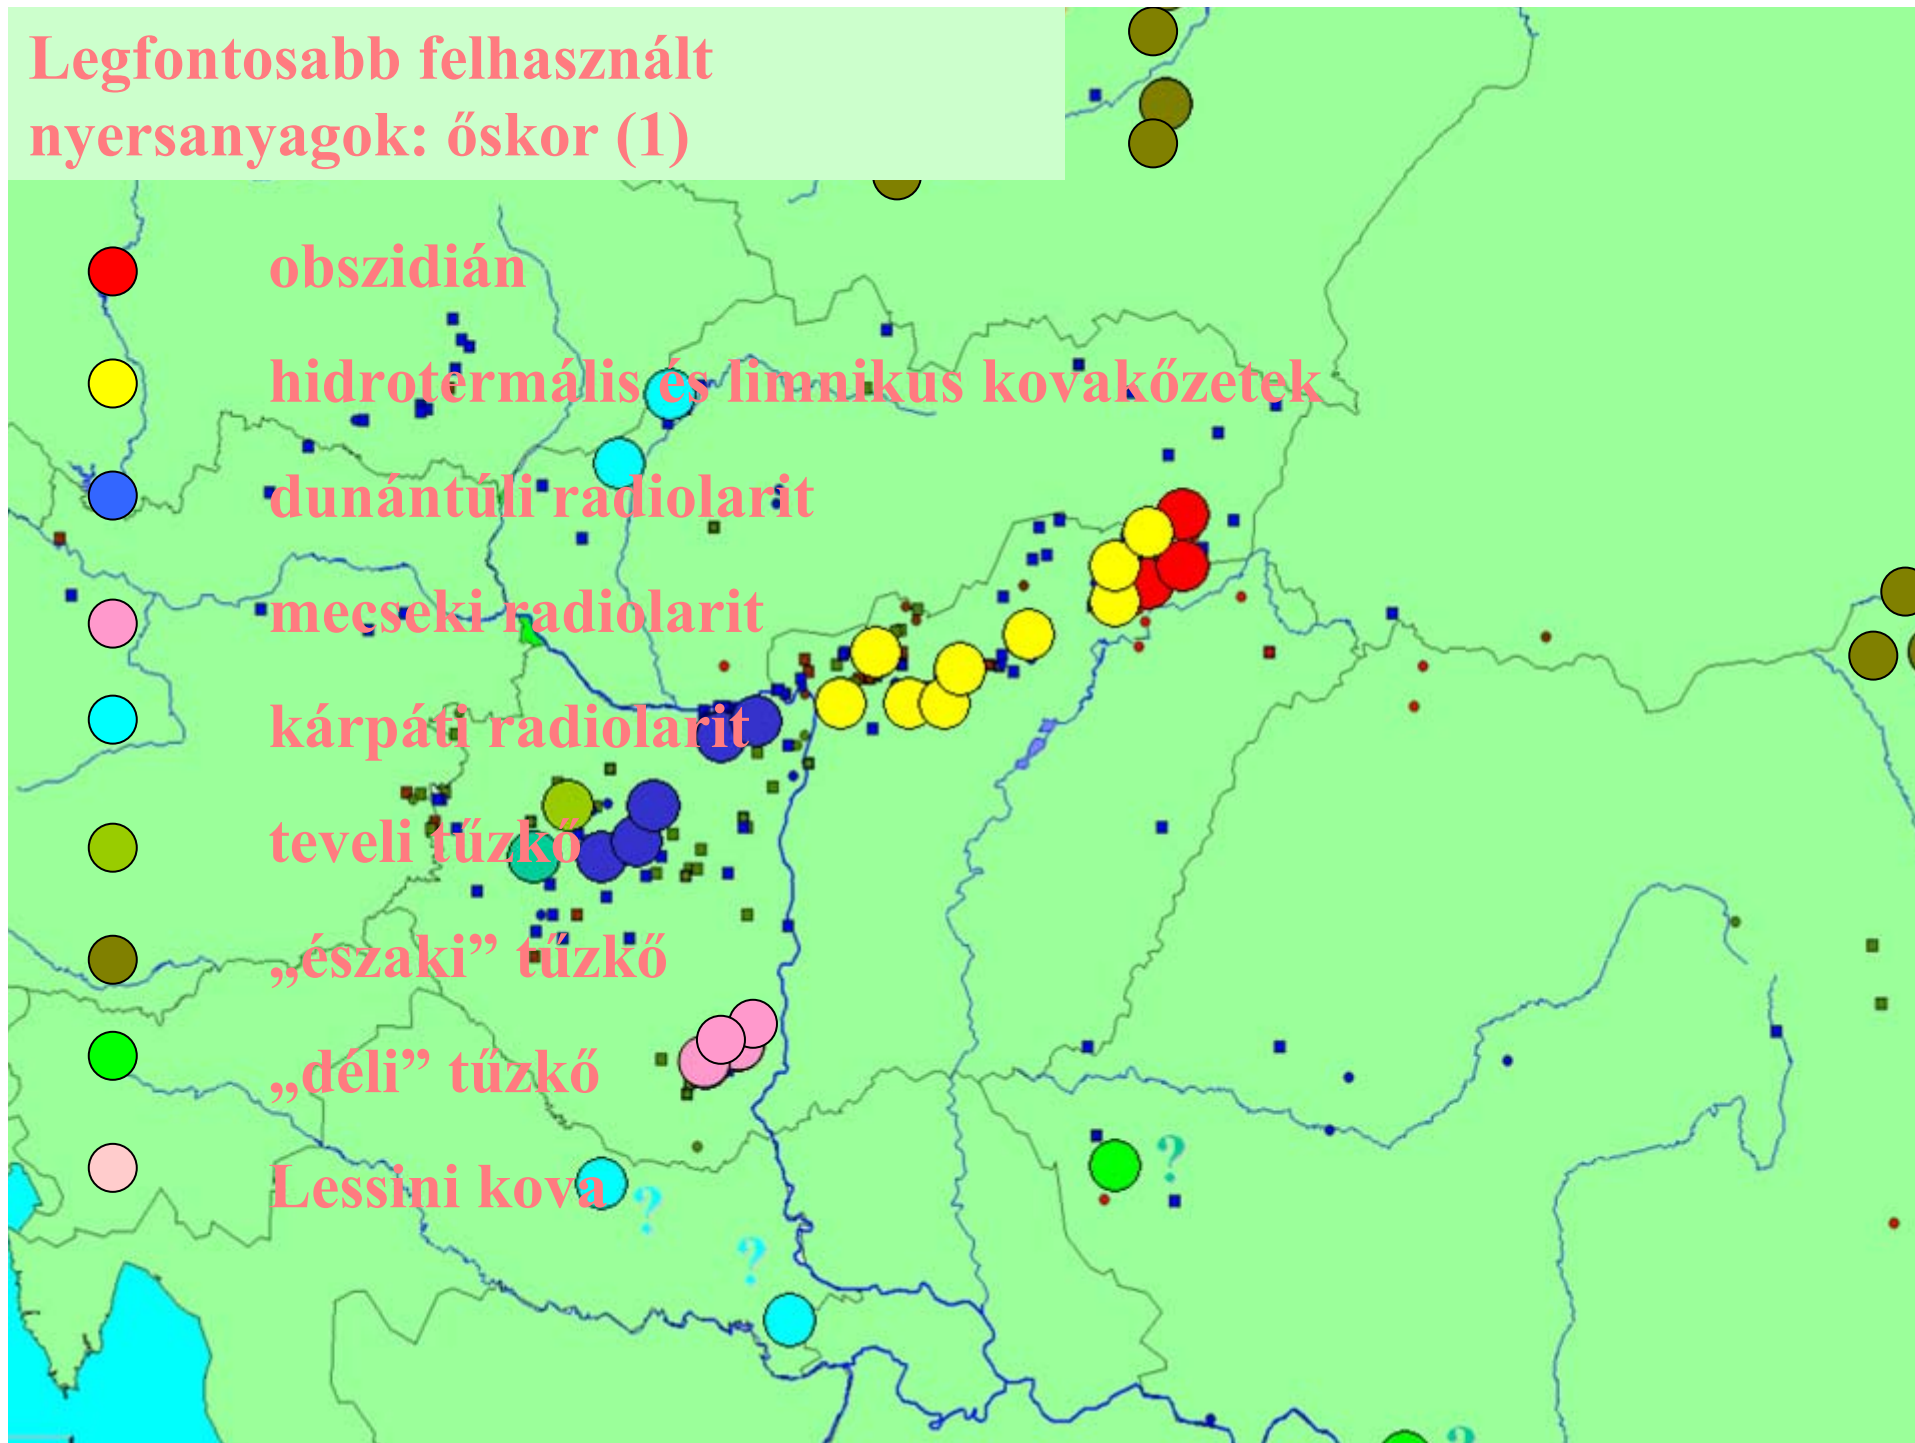 Legfontosabb felhasznált
nyersanyagok: őskor (1)
obszidián
hidrotermális és limnikus kovakőzetek
dunántúli radiolarit
mecseki radiolarit
kárpáti radiolarit
teveli tűzkő
„északi” tűzkő
„déli” tűzkő
?
Lessini kova
?
?
?